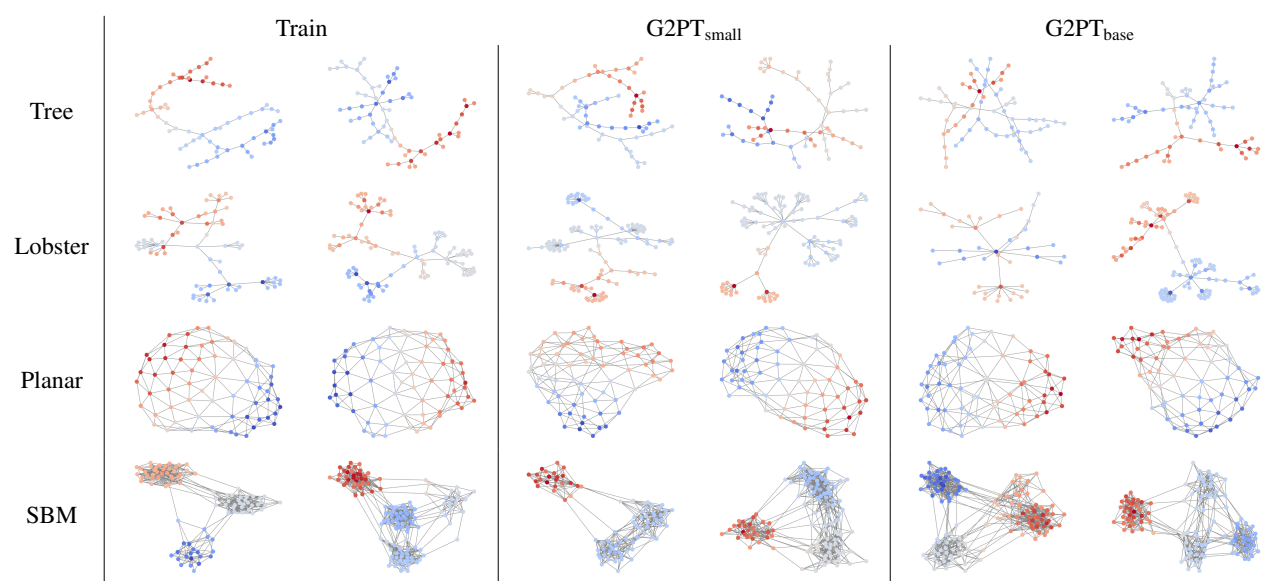 Train G2PTsmall G2PTbase
Tree
Lobster
Planar
SBM